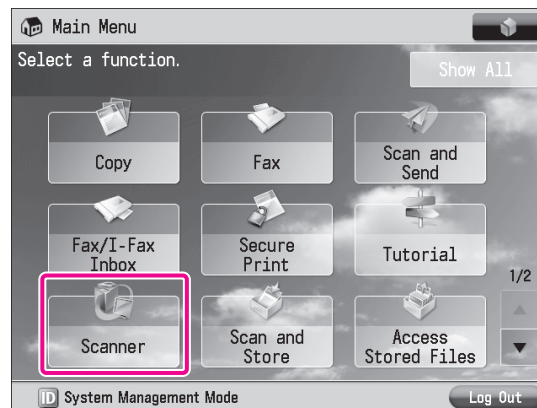 Main Menu
Select a function.
Show All
Copy
Fax
Scan and
Send
Fax/I-Fax
Inbox
Secure
Print
Tutorial
1/2
Scanner
Scan and
Store
Access
Stored Files
ID System Management Mode
Log Out